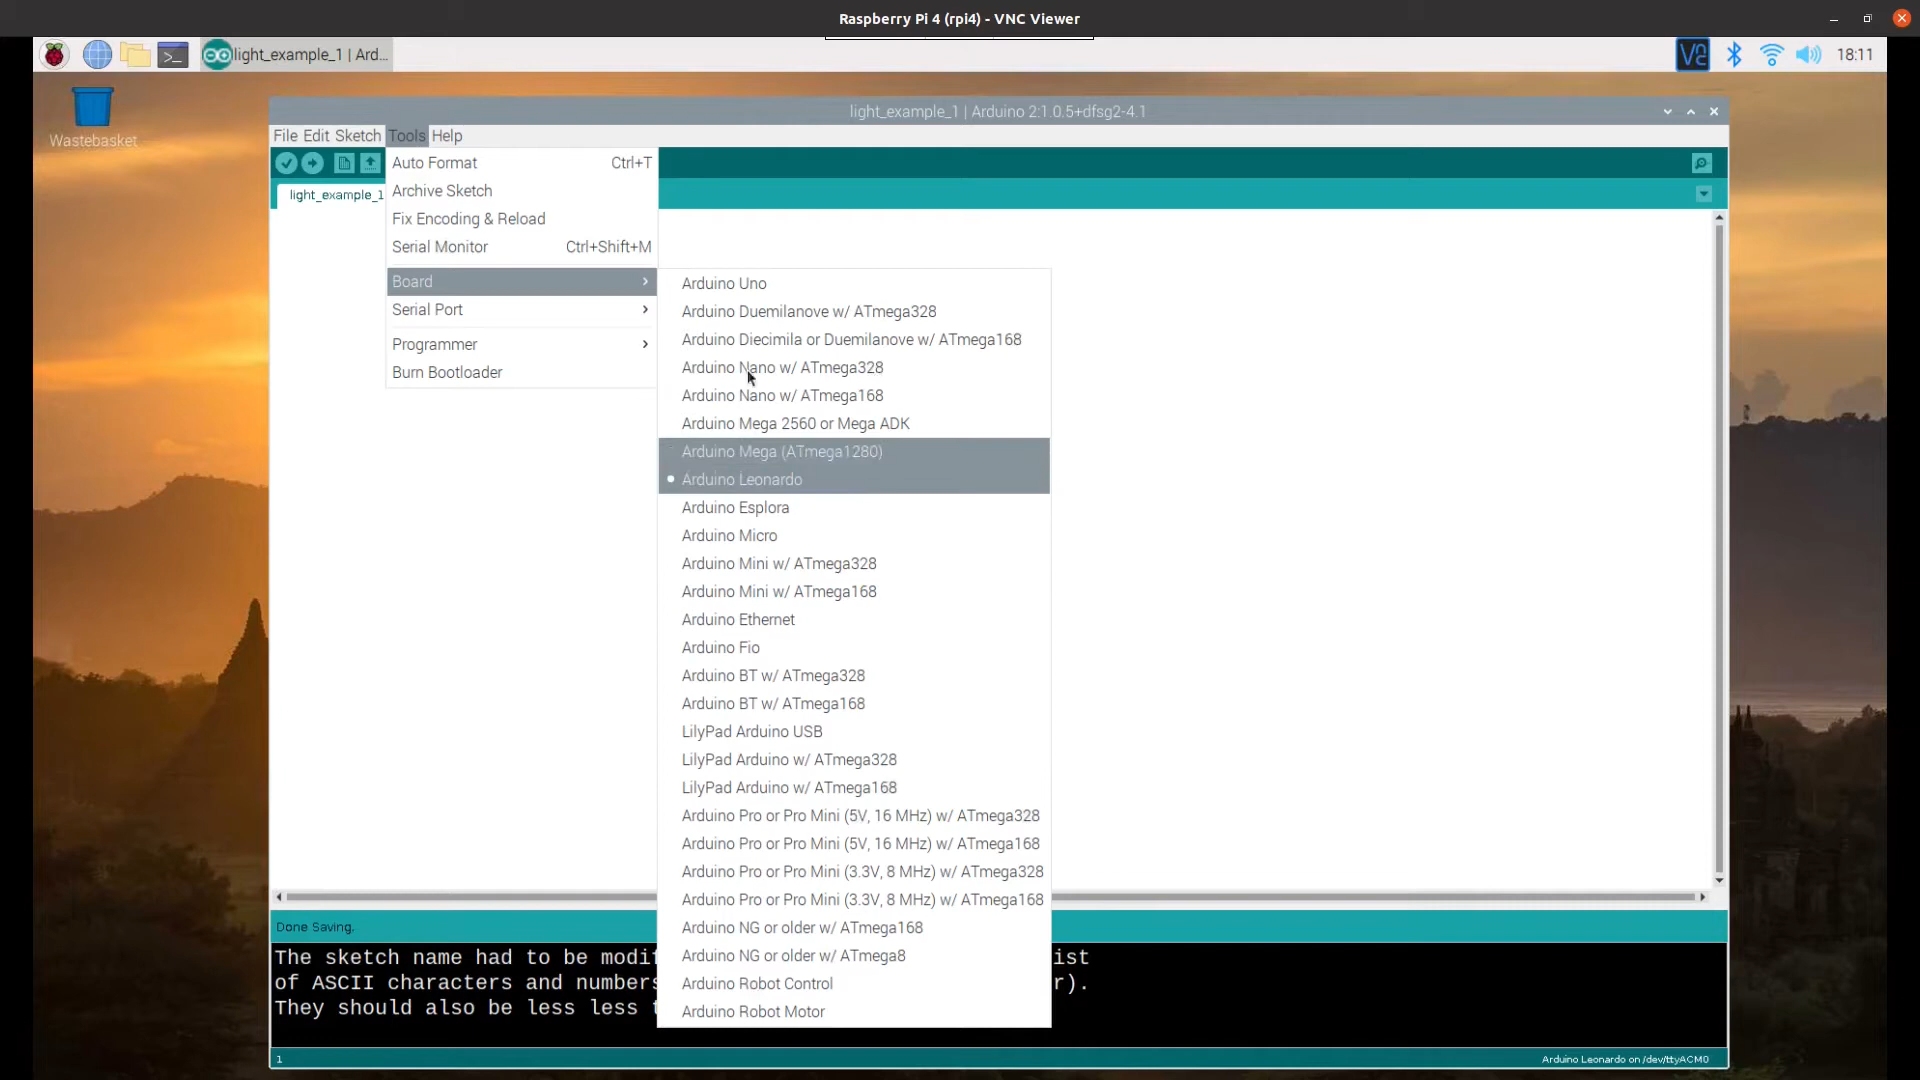 Raspberry Pi 4 (rpi4) - VNC Viewer
light_example_1 | Ard...
18:11
Wastebasket
light_example_1 | Arduino 2:1.0.5+dfsg2-4.1
File Edit Sketch Tools Help
Auto Format Ctrl+T
Archive Sketch
Fix Encoding & Reload
Serial Monitor Ctrl+Shift+M
Board
Serial Port
Programmer
Burn Bootloader
light_example_1
Arduino Uno
Arduino Duemilanove w/ ATmega328
Arduino Diecimila or Duemilanove w/ ATmega168
Arduino Nano w/ ATmega328
Arduino Nano w/ ATmega168
Arduino Mega 2560 or Mega ADK
Arduino Mega (ATmega1280)
Arduino Leonardo
Arduino Esplora
Arduino Micro
Arduino Mini w/ ATmega328
Arduino Mini w/ ATmega168
Arduino Ethernet
Arduino Fio
Arduino BT w/ ATmega328
Arduino BT w/ ATmega168
LilyPad Arduino USB
LilyPad Arduino w/ ATmega328
LilyPad Arduino w/ ATmega168
Arduino Pro or Pro Mini (5V, 16 MHz) w/ ATmega328
Arduino Pro or Pro Mini (5V, 16 MHz) w/ ATmega168
Arduino Pro or Pro Mini (3.3V, 8 MHz) w/ ATmega328
Arduino Pro or Pro Mini (3.3V, 8 MHz) w/ ATmega168
Arduino NG or older w/ ATmega168
Arduino NG or older w/ ATmega8
Arduino Robot Control
Arduino Robot Motor
Done Saving.
The sketch name had to be modif ist
of ASCII characters and numbers r).
They should also be less less t
1
Arduino Leonardo on /dev/ttyACM0